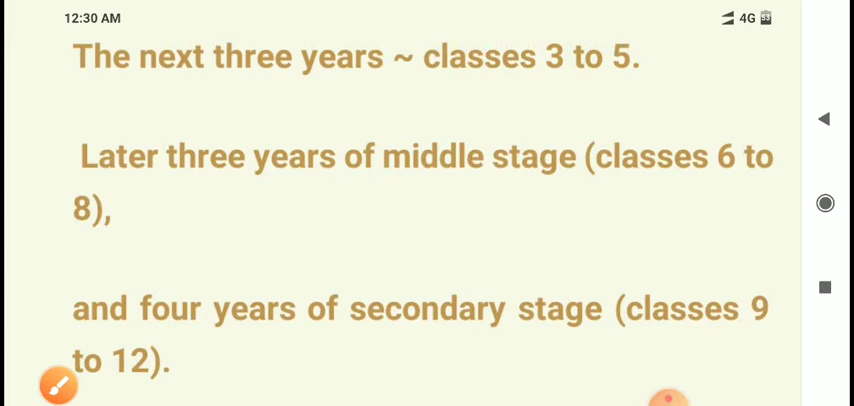 12:30 AM
4G 53
The next three years ~ classes 3 to 5.
Later three years of middle stage (classes 6 to
8),
and four years of secondary stage (classes 9
to 12).